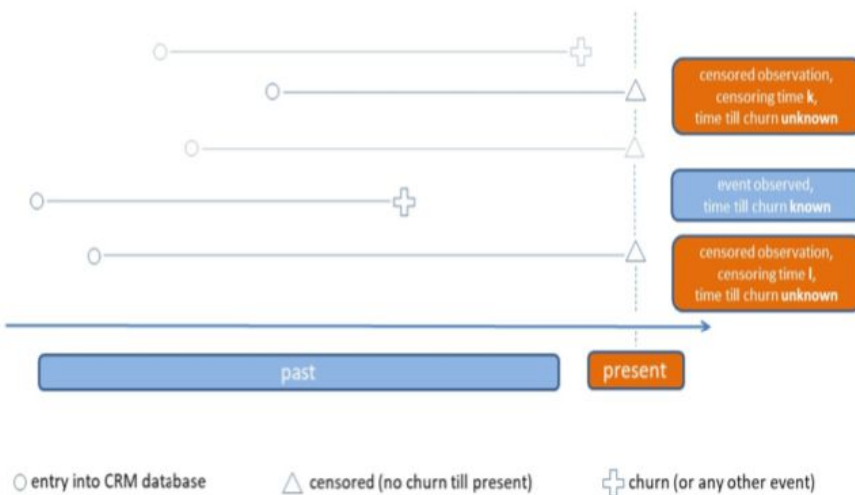 censored observation,
censoring time k,
time till churn unknown
event observed,
time till churn known
censored observation,
censoring time l,
time till churn unknown
past
present
entry into CRM database
censored (no churn till present)
churn (or any other event)